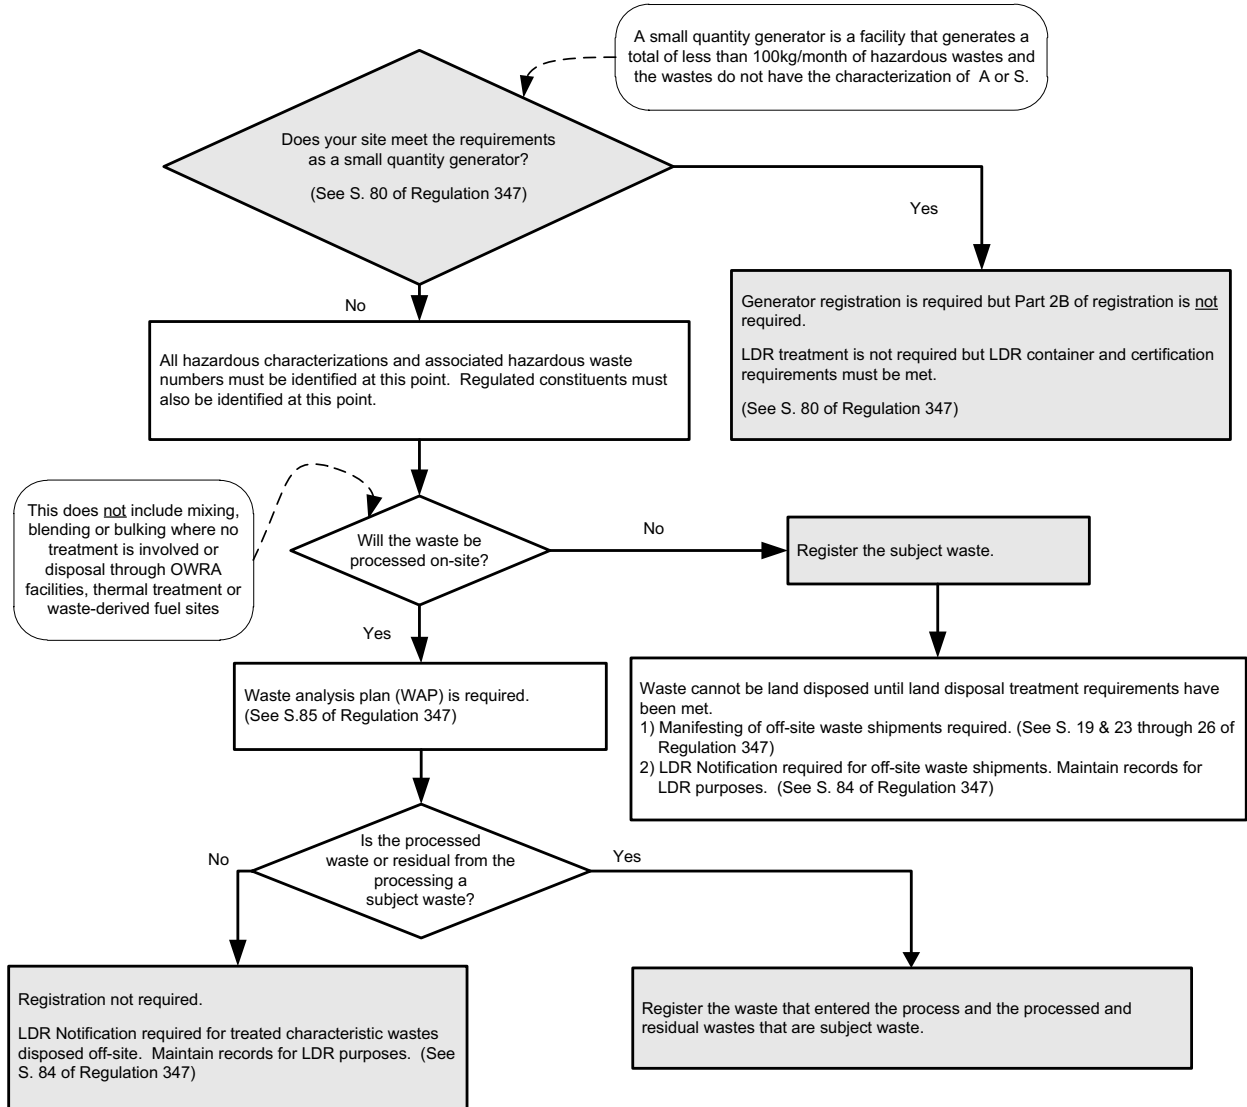 A small quantity generator is a facility that generates a
total of less than 100kg/month of hazardous wastes and
the wastes do not have the characterization of A or S.
Does your site meet the requirements
as a small quantity generator?
(See S. 80 of Regulation 347)
Yes
No
Generator registration is required but Part 2B of registration is not
required.
LDR treatment is not required but LDR container and certification
requirements must be met.
(See S. 80 of Regulation 347)
All hazardous characterizations and associated hazardous waste
numbers must be identified at this point. Regulated constituents must
also be identified at this point.
This does not include mixing,
blending or bulking where no
treatment is involved or
disposal through OWRA
facilities, thermal treatment or
waste-derived fuel sites
Will the waste be
processed on-site?
No
Register the subject waste.
Yes
Waste analysis plan (WAP) is required.
(See S.85 of Regulation 347)
Waste cannot be land disposed until land disposal treatment requirements have
been met.
1) Manifesting of off-site waste shipments required. (See S. 19 & 23 through 26 of
Regulation 347)
2) LDR Notification required for off-site waste shipments. Maintain records for
LDR purposes. (See S. 84 of Regulation 347)
Is the processed
waste or residual from the
processing a
subject waste?
No
Yes
Registration not required.
LDR Notification required for treated characteristic wastes
disposed off-site. Maintain records for LDR purposes. (See
S. 84 of Regulation 347)
Register the waste that entered the process and the processed and
residual wastes that are subject waste.